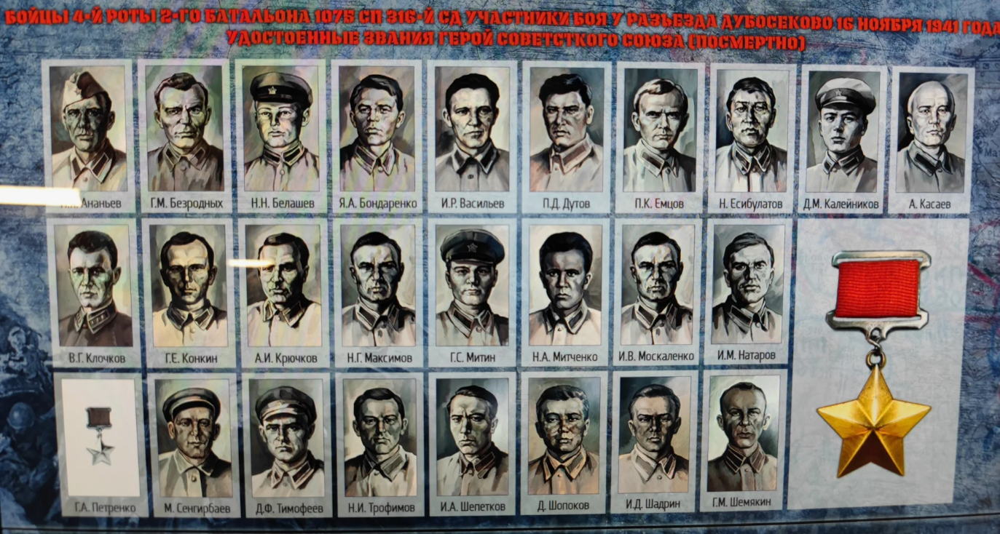 БОЙЦЫ 4-Й РОТЫ 2-ГО БАТАЛЬОНА 1075 СП 316-Й СД УЧАСТНИКИ БОЯ У РАЗЪЕЗДА ДУБОСЕКОВО 16 НОЯБРЯ 1941 ГОДА
УДОСТОЕННЫЕ ЗВАНИЯ ГЕРОЙ СОВЕТСТКОГО СОЮЗА (ПОСМЕРТНО)
Ананьев
Г.М. Безродных
Н.Н. Белашев
Я.А. Бондаренко
И.Р. Васильев
П.Д. Дутов
П.К. Емцов
Н. Есибулатов
Д.М. Калейников
А. Касаев
В.Г. Клочков
Г.Е. Конкин
А.И. Крючков
Н.Г. Максимов
Г.С. Митин
Н.А. Митченко
И.В. Москаленко
И.М. Натаров
Г.А. Петренко
М. Сенгирбаев
Д.Ф. Тимофеев
Н.И. Трофимов
И.А. Шепетков
Д. Шопоков
И.Д. Шадрин
Г.М. Шемякин